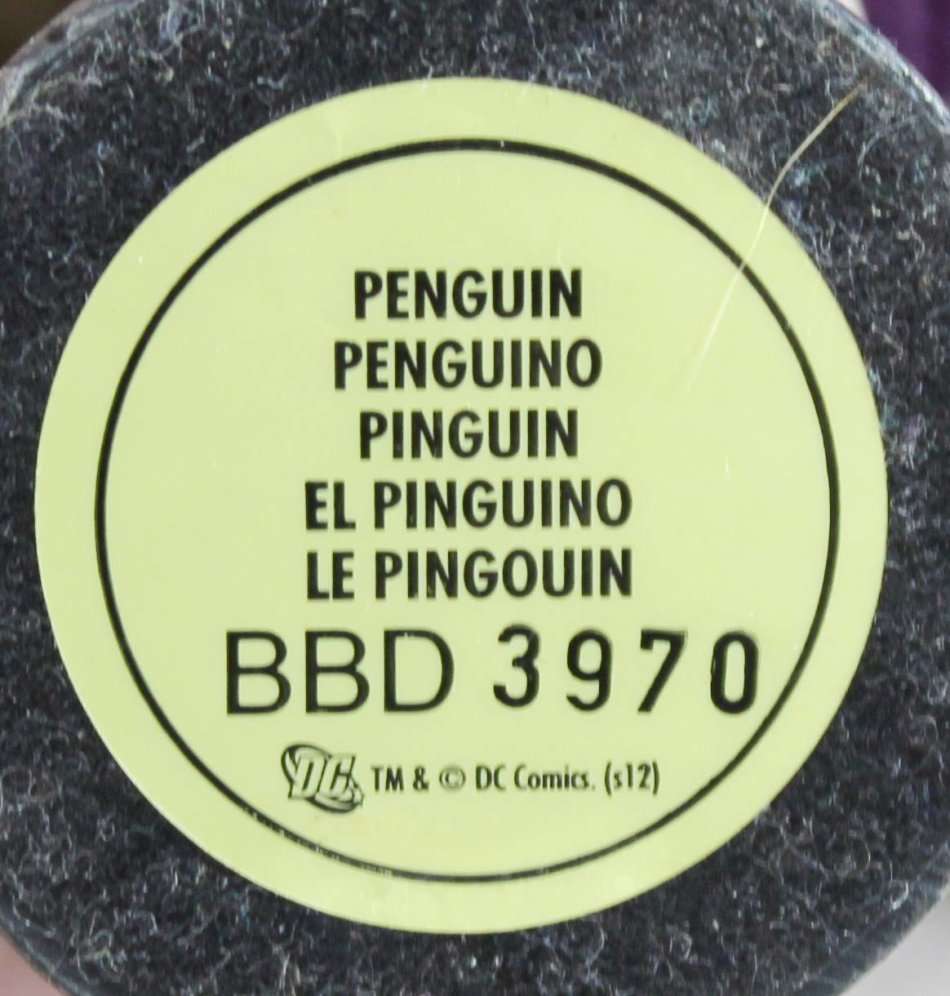 PENGUIN
PENGUINO
PINGUIN
EL PINGUINO
LE PINGOUIN
BBD 3970
DC TM & © DC Comics. (s12)